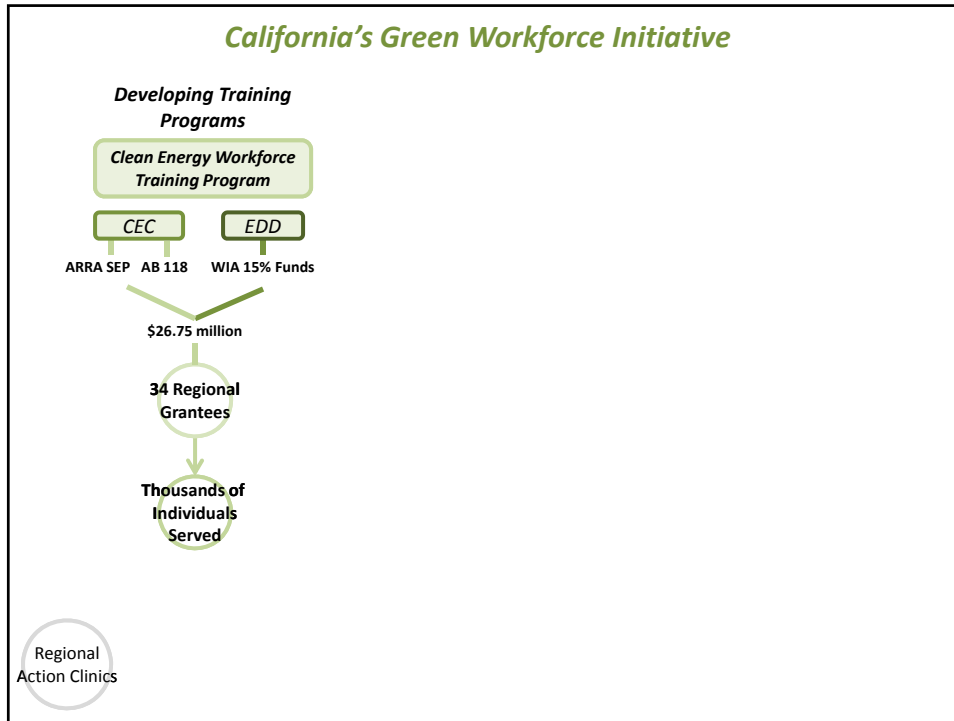 California’s Green Workforce Initiative
Developing Training
Programs
Clean Energy Workforce
Training Program
CEC
EDD
ARRA SEP
AB 118
WIA 15% Funds
$26.75 million
34 Regional
Grantees
Thousands of
Individuals
Served
Regional
Action Clinics